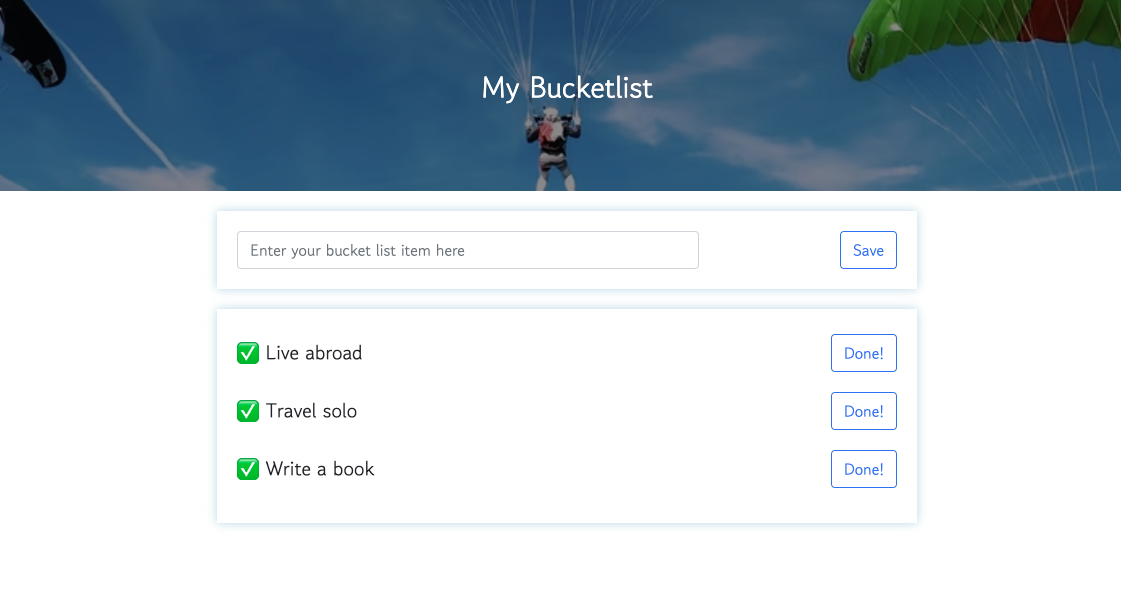 My Bucketlist
Enter your bucket list item here
Save
✅ Live abroad
Done!
✅ Travel solo
Done!
✅ Write a book
Done!